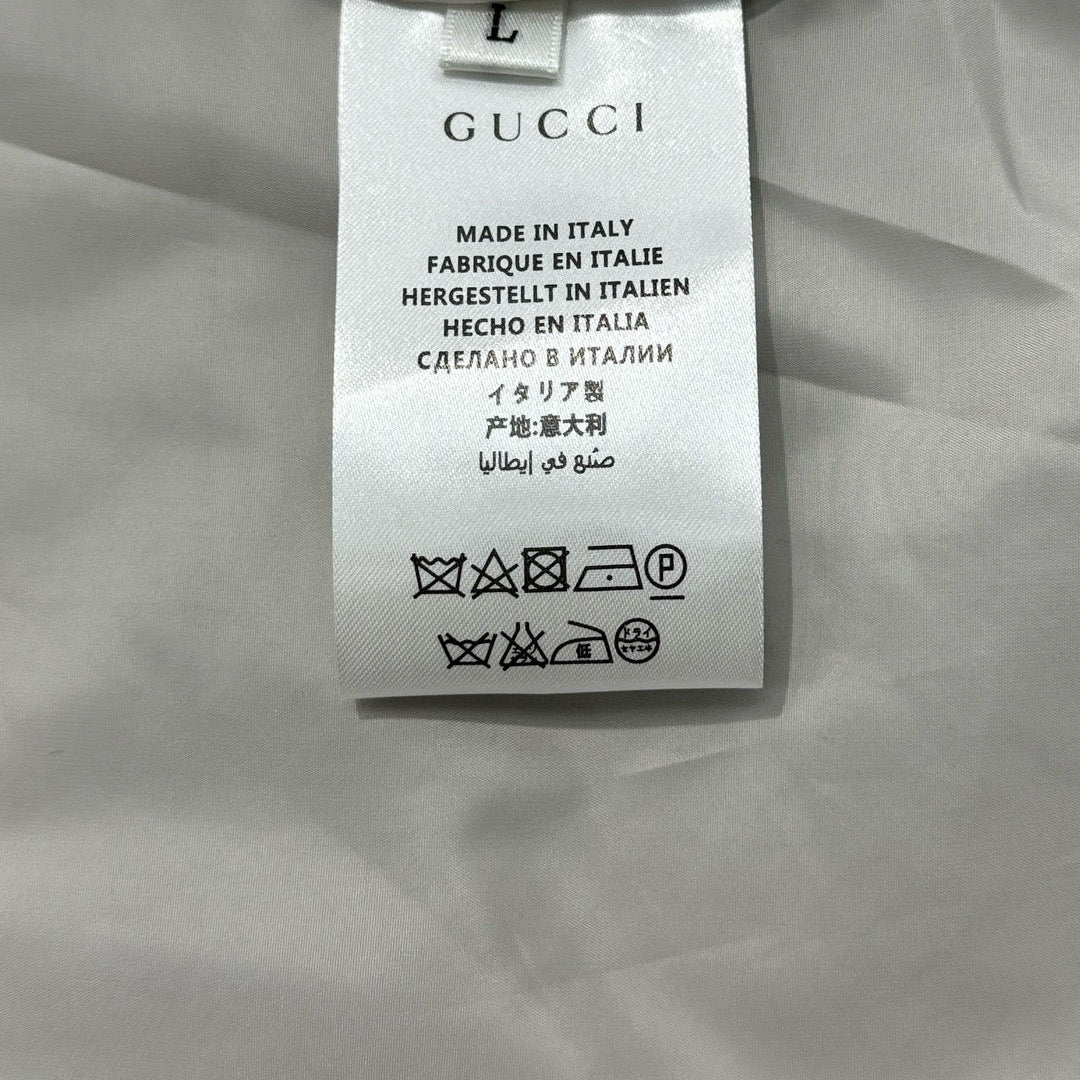 L
GUCCI
MADE IN ITALY
FABRIQUE EN ITALIE
HERGESTELLT IN ITALIEN
HECHO EN ITALIA
СДЕЛАНО В ИТАЛИИ
イタリア製
产地:意大利
صنع في إيطاليا
P
低
ドライ